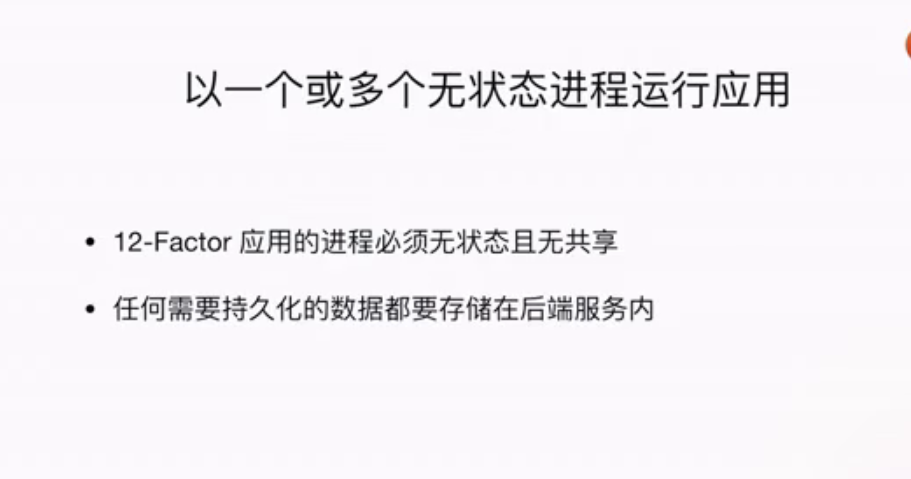 以一个或多个无状态进程运行应用
• 12-Factor 应用的进程必须无状态且无共享
• 任何需要持久化的数据都要存储在后端服务内